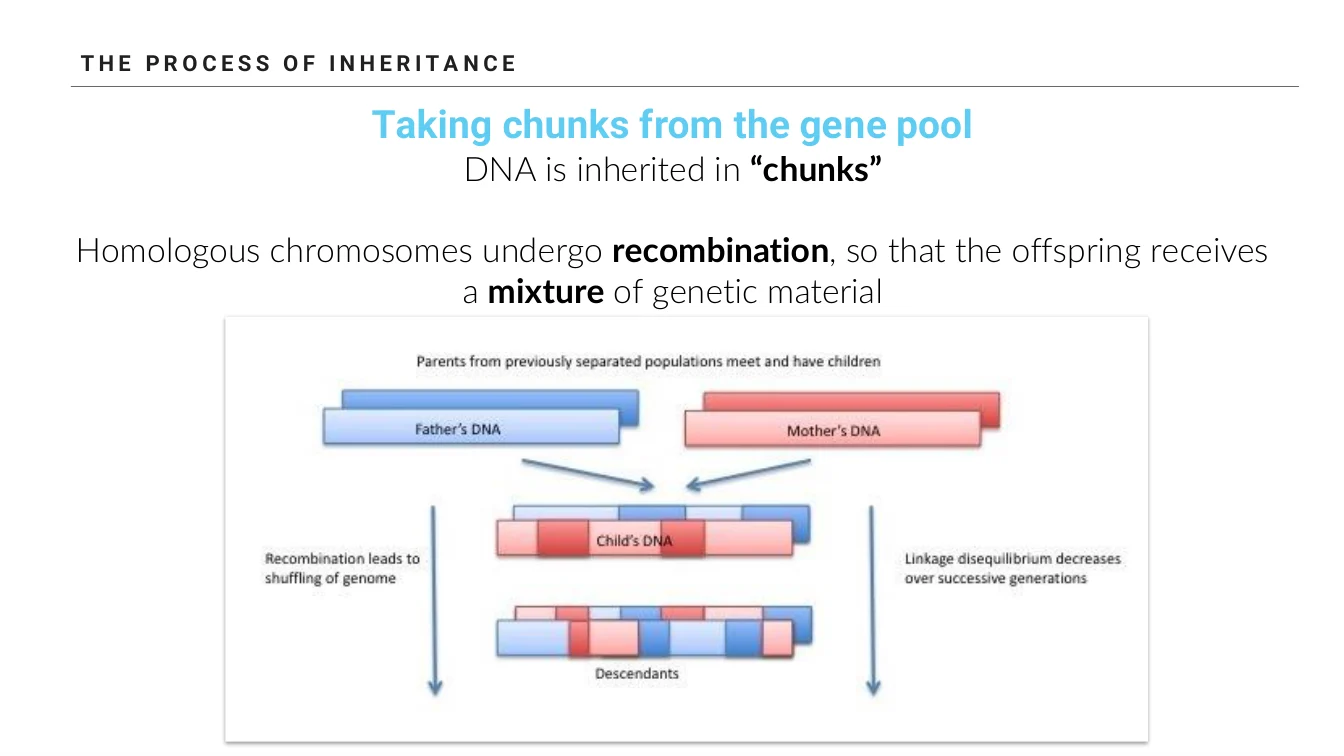 THE PROCESS OF INHERITANCE
Taking chunks from the gene pool
DNA is inherited in “chunks”
Homologous chromosomes undergo recombination, so that the offspring receives
a mixture of genetic material
Parents from previously separated populations meet and have children
Father's DNA
Mother's DNA
Child's DNA
Recombination leads to
shuffling of genome
Linkage disequilibrium decreases
over successive generations
Descendants